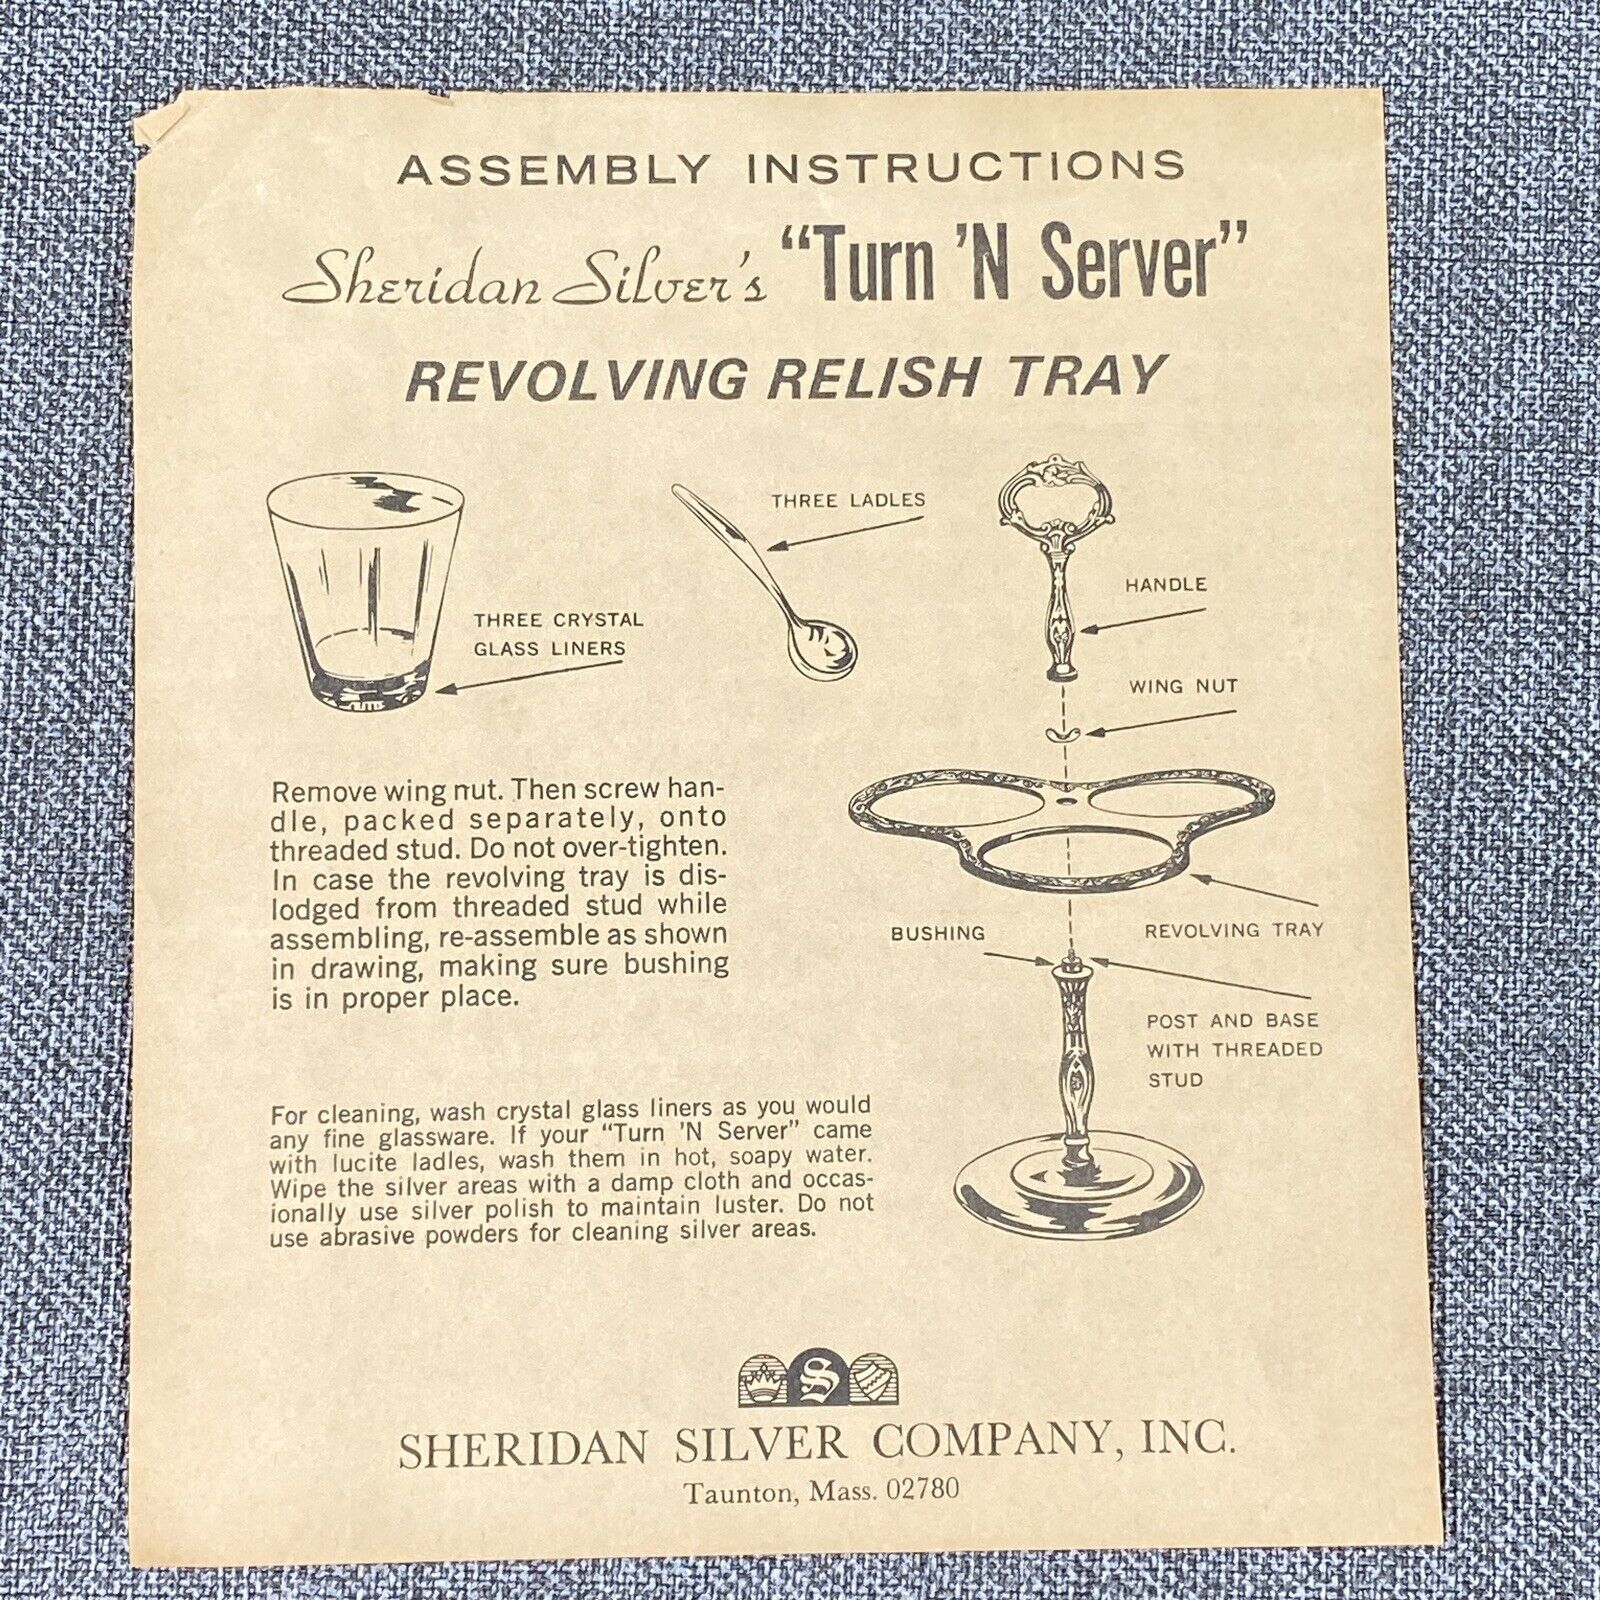 ASSEMBLY INSTRUCTIONS
Sheridan Silver's "Turn 'N Server"
REVOLVING RELISH TRAY
THREE LADLES
HANDLE
THREE CRYSTAL
GLASS LINERS
WING NUT
Remove wing nut. Then screw han-
dle, packed separately, onto
threaded stud. Do not over-tighten.
In case the revolving tray is dis-
lodged from threaded stud while
assembling, re-assemble as shown
in drawing, making sure bushing
is in proper place.
BUSHING
REVOLVING TRAY
POST AND BASE
WITH THREADED
STUD
For cleaning, wash crystal glass liners as you would
any fine glassware. If your "Turn 'N Server" came
with lucite ladles, wash them in hot, soapy water.
Wipe the silver areas with a damp cloth and occas-
ionally use silver polish to maintain luster. Do not
use abrasive powders for cleaning silver areas.
S
SHERIDAN SILVER COMPANY, INC.
Taunton, Mass. 02780